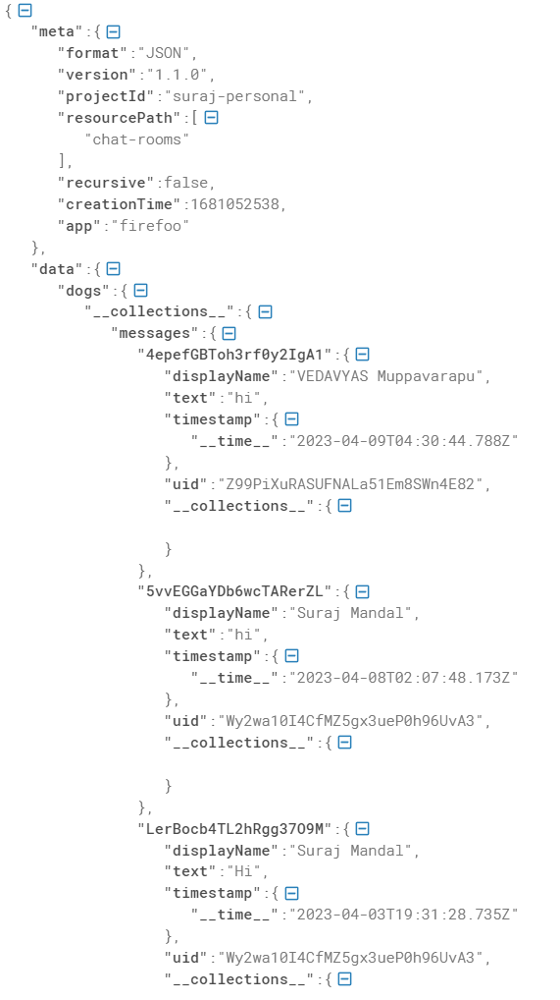 {
"meta":{
"format":"JSON",
"version":"1.1.0",
"projectId":"suraj-personal",
"resourcePath":[
"chat-rooms"
],
"recursive":false,
"creationTime":1681052538,
"app":"firefoo"
},
"data":{
"dogs":{
"__collections__":{
"messages":{
"4epefGBToh3rf0y2IgA1":{
"displayName":"VEDAVYAS Muppavarapu",
"text":"hi",
"timestamp":{
"__time__":"2023-04-09T04:30:44.788Z"
},
"uid":"Z99PiXuRASUFNALa51Em8SWn4E82",
"__collections__":{
}
},
"5vvEGGaYDb6wcTARerZL":{
"displayName":"Suraj Mandal",
"text":"hi",
"timestamp":{
"__time__":"2023-04-08T02:07:48.173Z"
},
"uid":"Wy2wa10I4CfMZ5gx3ueP0h96UvA3",
"__collections__":{
}
},
"LerBocb4TL2hRgg37O9M":{
"displayName":"Suraj Mandal",
"text":"Hi",
"timestamp":{
"__time__":"2023-04-03T19:31:28.735Z"
},
"uid":"Wy2wa10I4CfMZ5gx3ueP0h96UvA3",
"__collections__":{